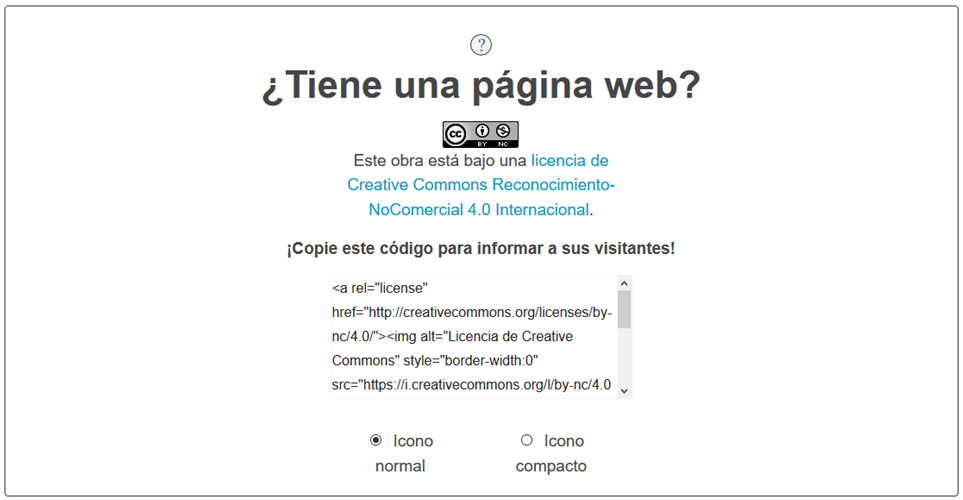 ?
¿Tiene una página web?
cc BY NC
Este obra está bajo una licencia de
Creative Commons Reconocimiento-
NoComercial 4.0 Internacional.
¡Copie este código para informar a sus visitantes!
<a rel="license"
href="http://creativecommons.org/licenses/by-
nc/4.0/"><img alt="Licencia de Creative
Commons" style="border-width:0"
src="https://i.creativecommons.org/l/by-nc/4.0
Icono normal
Icono compacto